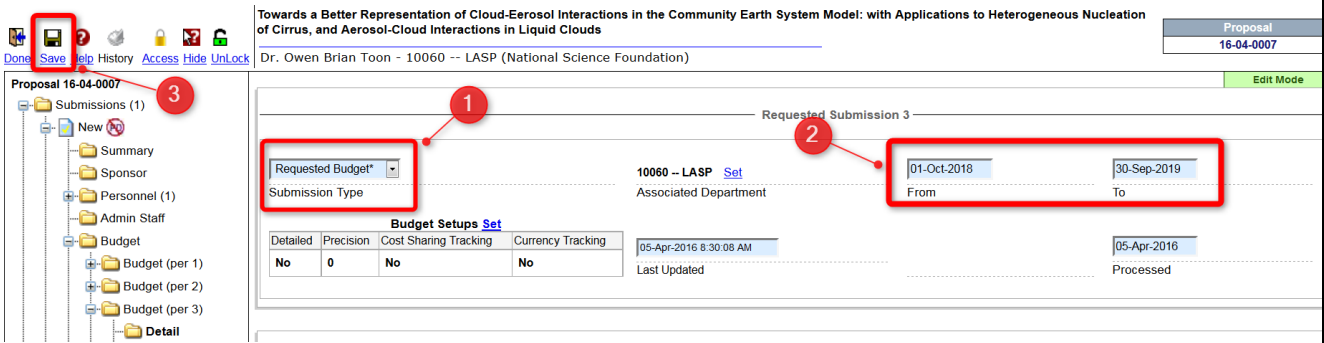 Towards a Better Representation of Cloud-Eerosol Interactions in the Community Earth System Model: with Applications to Heterogeneous Nucleation
of Cirrus, and Aerosol-Cloud Interactions in Liquid Clouds
Proposal
16-04-0007
Done Save Help History Access Hide UnLock
Dr. Owen Brian Toon - 10060 -- LASP (National Science Foundation)
Proposal 16-04-0007
Edit Mode
3
Submissions (1)
New PD
Summary
Sponsor
Personnel (1)
Admin Staff
Budget
Budget (per 1)
Budget (per 2)
Budget (per 3)
Detail
1
Requested Submission 3
2
Requested Budget*
Submission Type
10060 -- LASP Set
Associated Department
01-Oct-2018
From
30-Sep-2019
To
Budget Setups Set
Detailed Precision Cost Sharing Tracking Currency Tracking
No 0 No No
05-Apr-2016 8:30:08 AM
Last Updated
05-Apr-2016
Processed